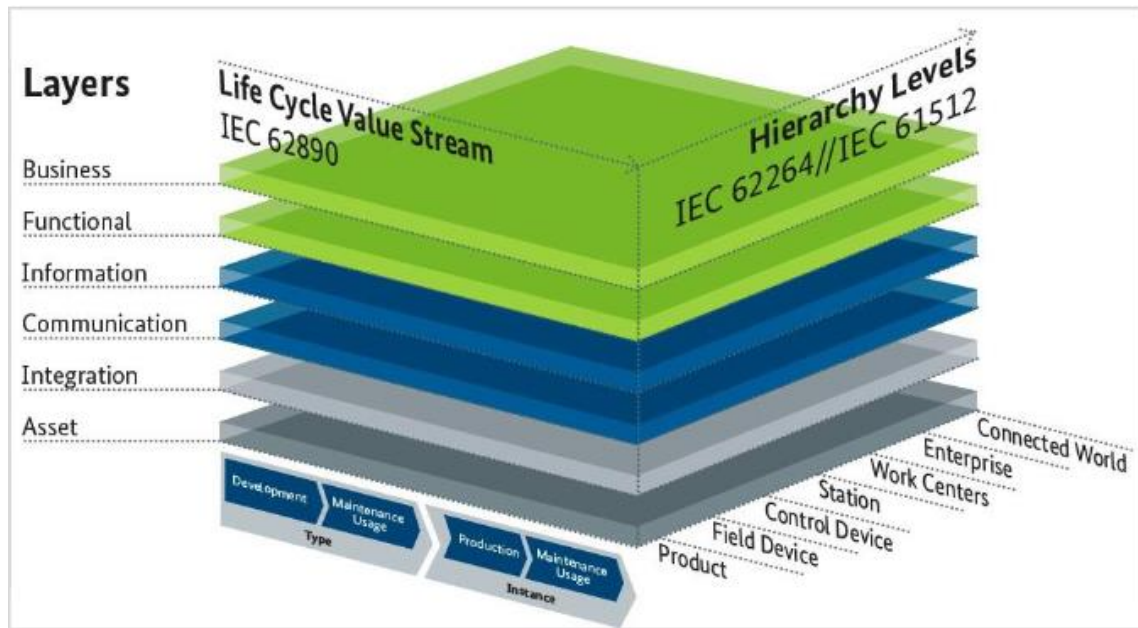 Layers
Life Cycle Value Stream
IEC 62890
Hierarchy Levels
IEC 62264//IEC 61512
Business
Functional
Information
Communication
Integration
Asset
Development
Maintenance
Usage
Type
Production
Maintenance
Usage
Instance
Connected World
Enterprise
Work Centers
Station
Control Device
Field Device
Product